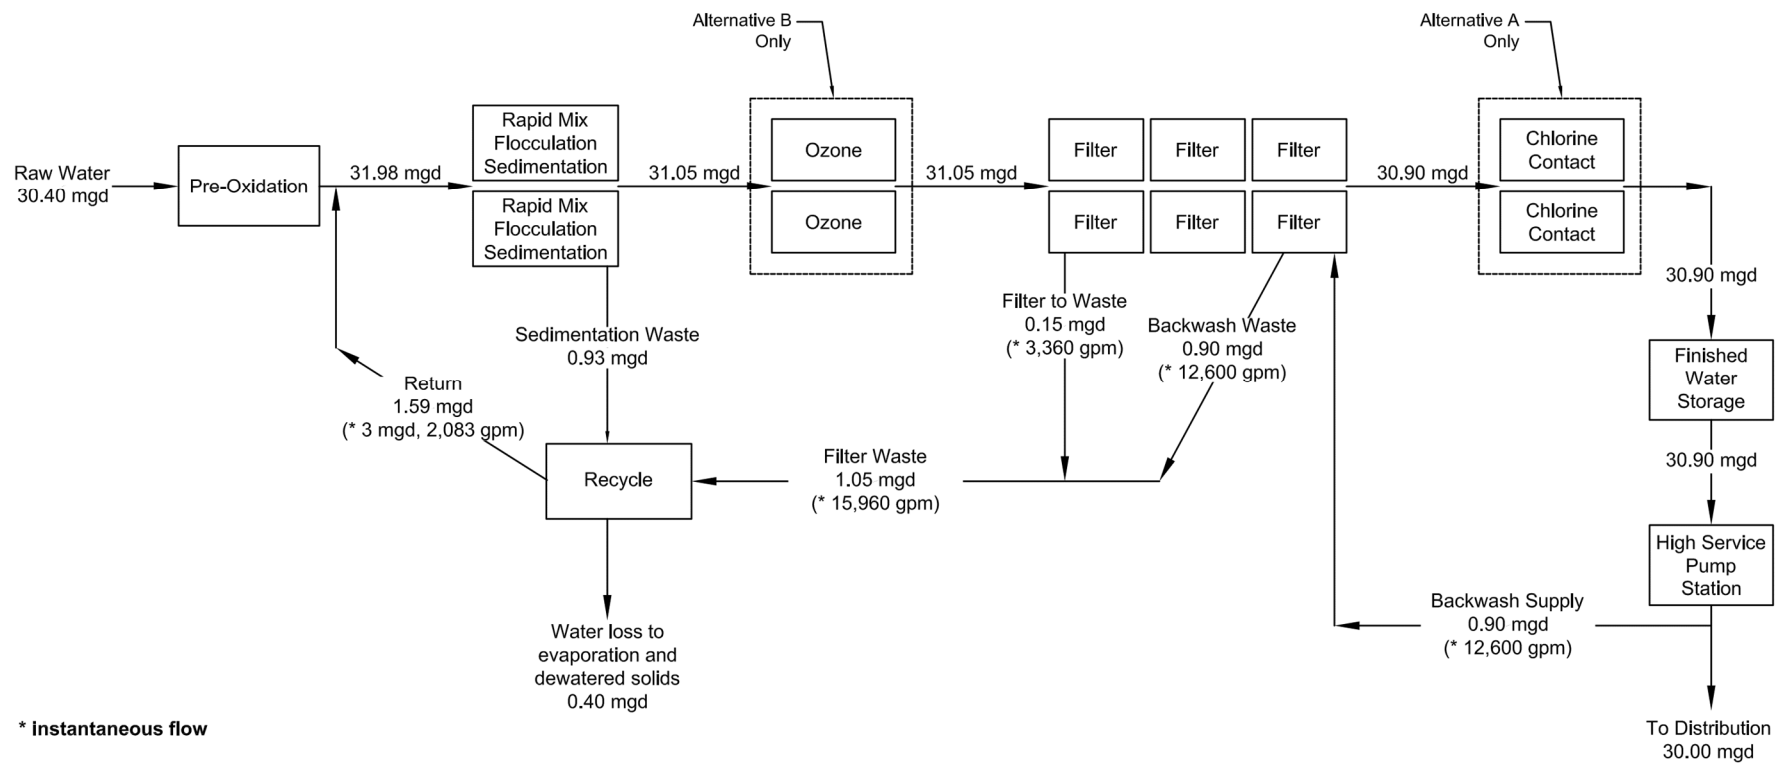 Alternative B
Only
Alternative A
Only
Raw Water
30.40 mgd
Pre-Oxidation
31.98 mgd
Rapid Mix
Flocculation
Sedimentation
Rapid Mix
Flocculation
Sedimentation
31.05 mgd
Ozone
Ozone
31.05 mgd
Filter
Filter
Filter
Filter
Filter
Filter
30.90 mgd
Chlorine
Contact
Chlorine
Contact
30.90 mgd
Finished
Water
Storage
30.90 mgd
High Service
Pump
Station
Sedimentation Waste
0.93 mgd
Filter to Waste
0.15 mgd
(* 3,360 gpm)
Backwash Waste
0.90 mgd
(* 12,600 gpm)
Return
1.59 mgd
(* 3 mgd, 2,083 gpm)
Recycle
Filter Waste
1.05 mgd
(* 15,960 gpm)
Backwash Supply
0.90 mgd
(* 12,600 gpm)
Water loss to
evaporation and
dewatered solids
0.40 mgd
To Distribution
30.00 mgd
* instantaneous flow